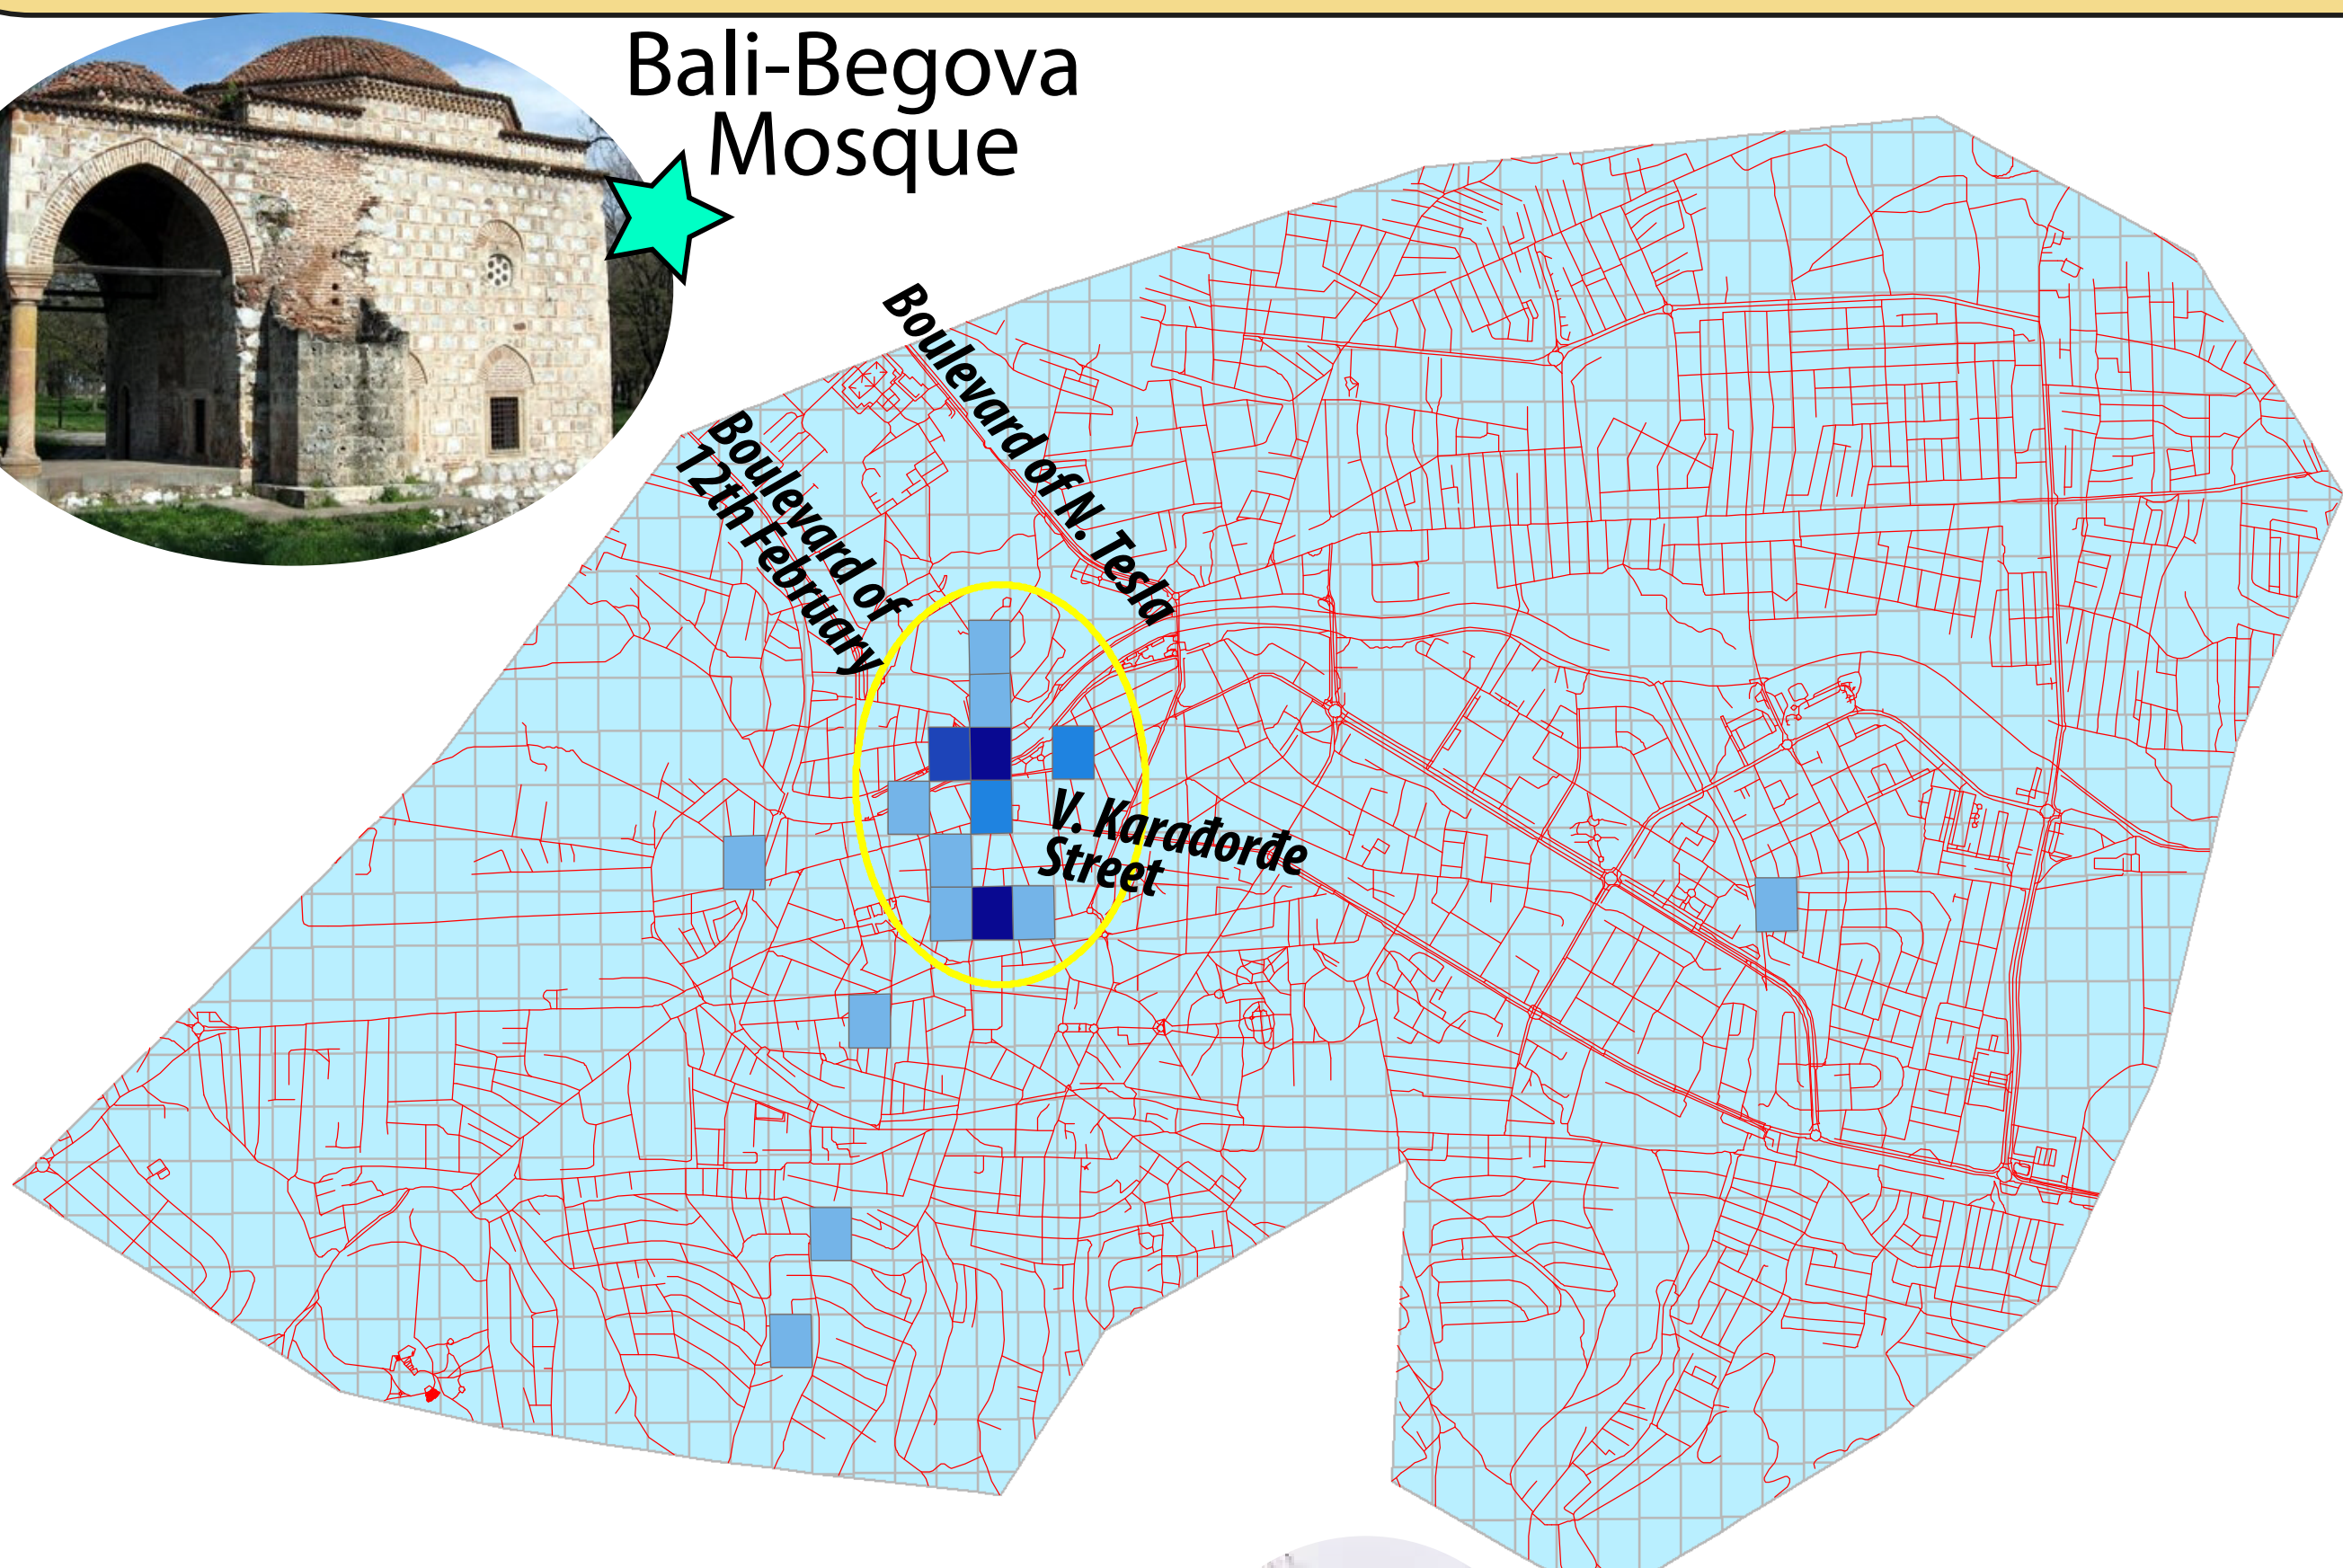 Bali-Begova
Mosque
Boulevard of N. Tesla
Boulevard of
12th February
V. Karađorđe
Street